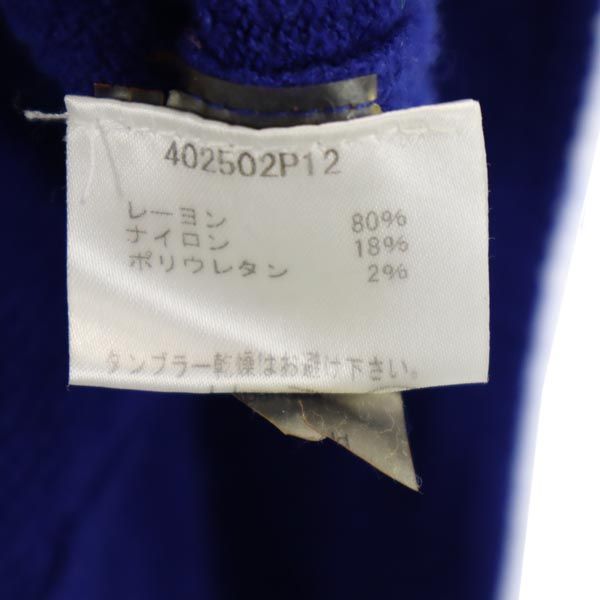 402502P12
レーヨン 80%
ナイロン 18%
ポリウレタン 2%
タンブラー乾燥はお避け下さい。